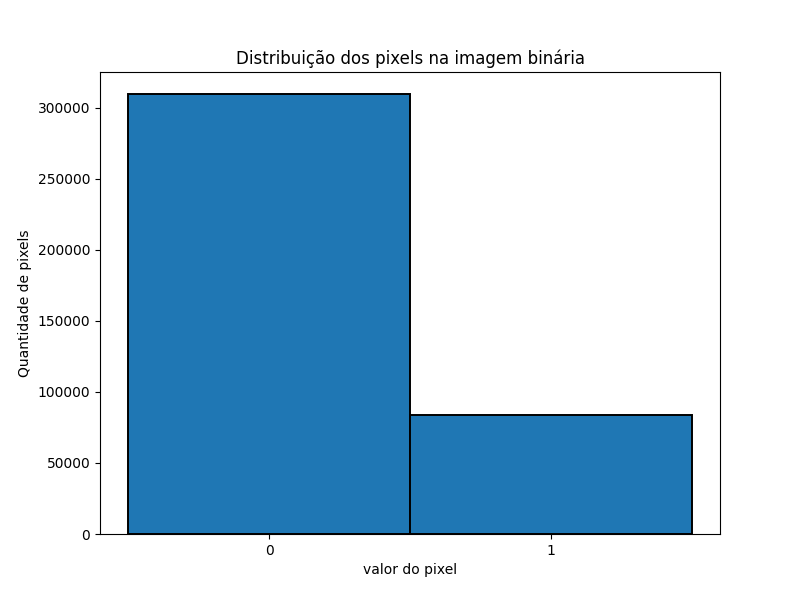 Distribuição dos pixels na imagem binária
300000
250000
200000
150000
100000
50000
0
Quantidade de pixels
0 1
valor do pixel